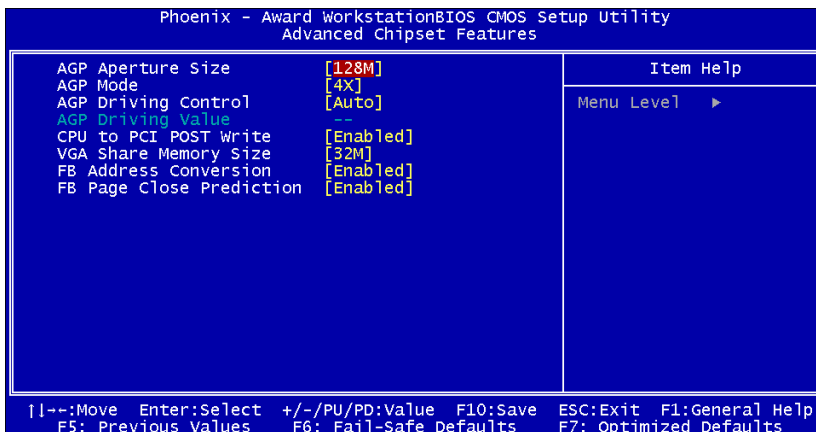 Phoenix - Award WorkstationBIOS CMOS Setup Utility
Advanced Chipset Features
AGP Aperture Size [128M]
AGP Mode [4X]
AGP Driving Control [Auto]
AGP Driving Value --
CPU to PCI POST Write [Enabled]
VGA Share Memory Size [32M]
FB Address Conversion [Enabled]
FB Page Close Prediction [Enabled]
Item Help
Menu Level ►
↑↓→←:Move Enter:Select +/-/PU/PD:Value F10:Save ESC:Exit F1:General Help
F5: Previous Values F6: Fail-Safe Defaults F7: Optimized Defaults